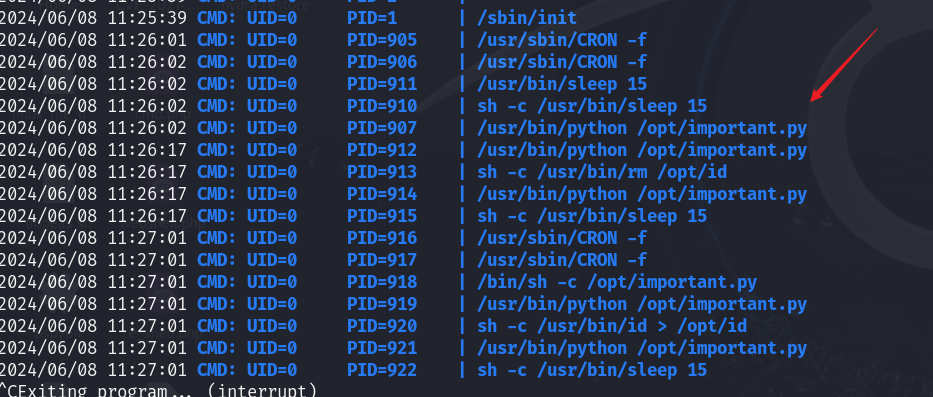 2024/06/08 11:25:39 CMD: UID=0 PID=1 | /sbin/init
2024/06/08 11:26:01 CMD: UID=0 PID=905 | /usr/sbin/CRON -f
2024/06/08 11:26:02 CMD: UID=0 PID=906 | /usr/sbin/CRON -f
2024/06/08 11:26:02 CMD: UID=0 PID=911 | /usr/bin/sleep 15
2024/06/08 11:26:02 CMD: UID=0 PID=910 | sh -c /usr/bin/sleep 15
2024/06/08 11:26:02 CMD: UID=0 PID=907 | /usr/bin/python /opt/important.py
2024/06/08 11:26:17 CMD: UID=0 PID=912 | /usr/bin/python /opt/important.py
2024/06/08 11:26:17 CMD: UID=0 PID=913 | sh -c /usr/bin/rm /opt/id
2024/06/08 11:26:17 CMD: UID=0 PID=914 | /usr/bin/python /opt/important.py
2024/06/08 11:26:17 CMD: UID=0 PID=915 | sh -c /usr/bin/sleep 15
2024/06/08 11:27:01 CMD: UID=0 PID=916 | /usr/sbin/CRON -f
2024/06/08 11:27:01 CMD: UID=0 PID=917 | /usr/sbin/CRON -f
2024/06/08 11:27:01 CMD: UID=0 PID=918 | /bin/sh -c /opt/important.py
2024/06/08 11:27:01 CMD: UID=0 PID=919 | /usr/bin/python /opt/important.py
2024/06/08 11:27:01 CMD: UID=0 PID=920 | sh -c /usr/bin/id > /opt/id
2024/06/08 11:27:01 CMD: UID=0 PID=921 | /usr/bin/python /opt/important.py
2024/06/08 11:27:01 CMD: UID=0 PID=922 | sh -c /usr/bin/sleep 15
^CExiting program... (interrupt)